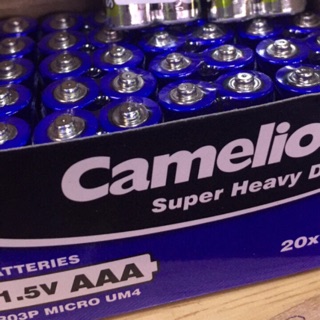 Camelio
Super Heavy D
20x
BATTERIES
1.5V AAA
R03P MICRO UM4